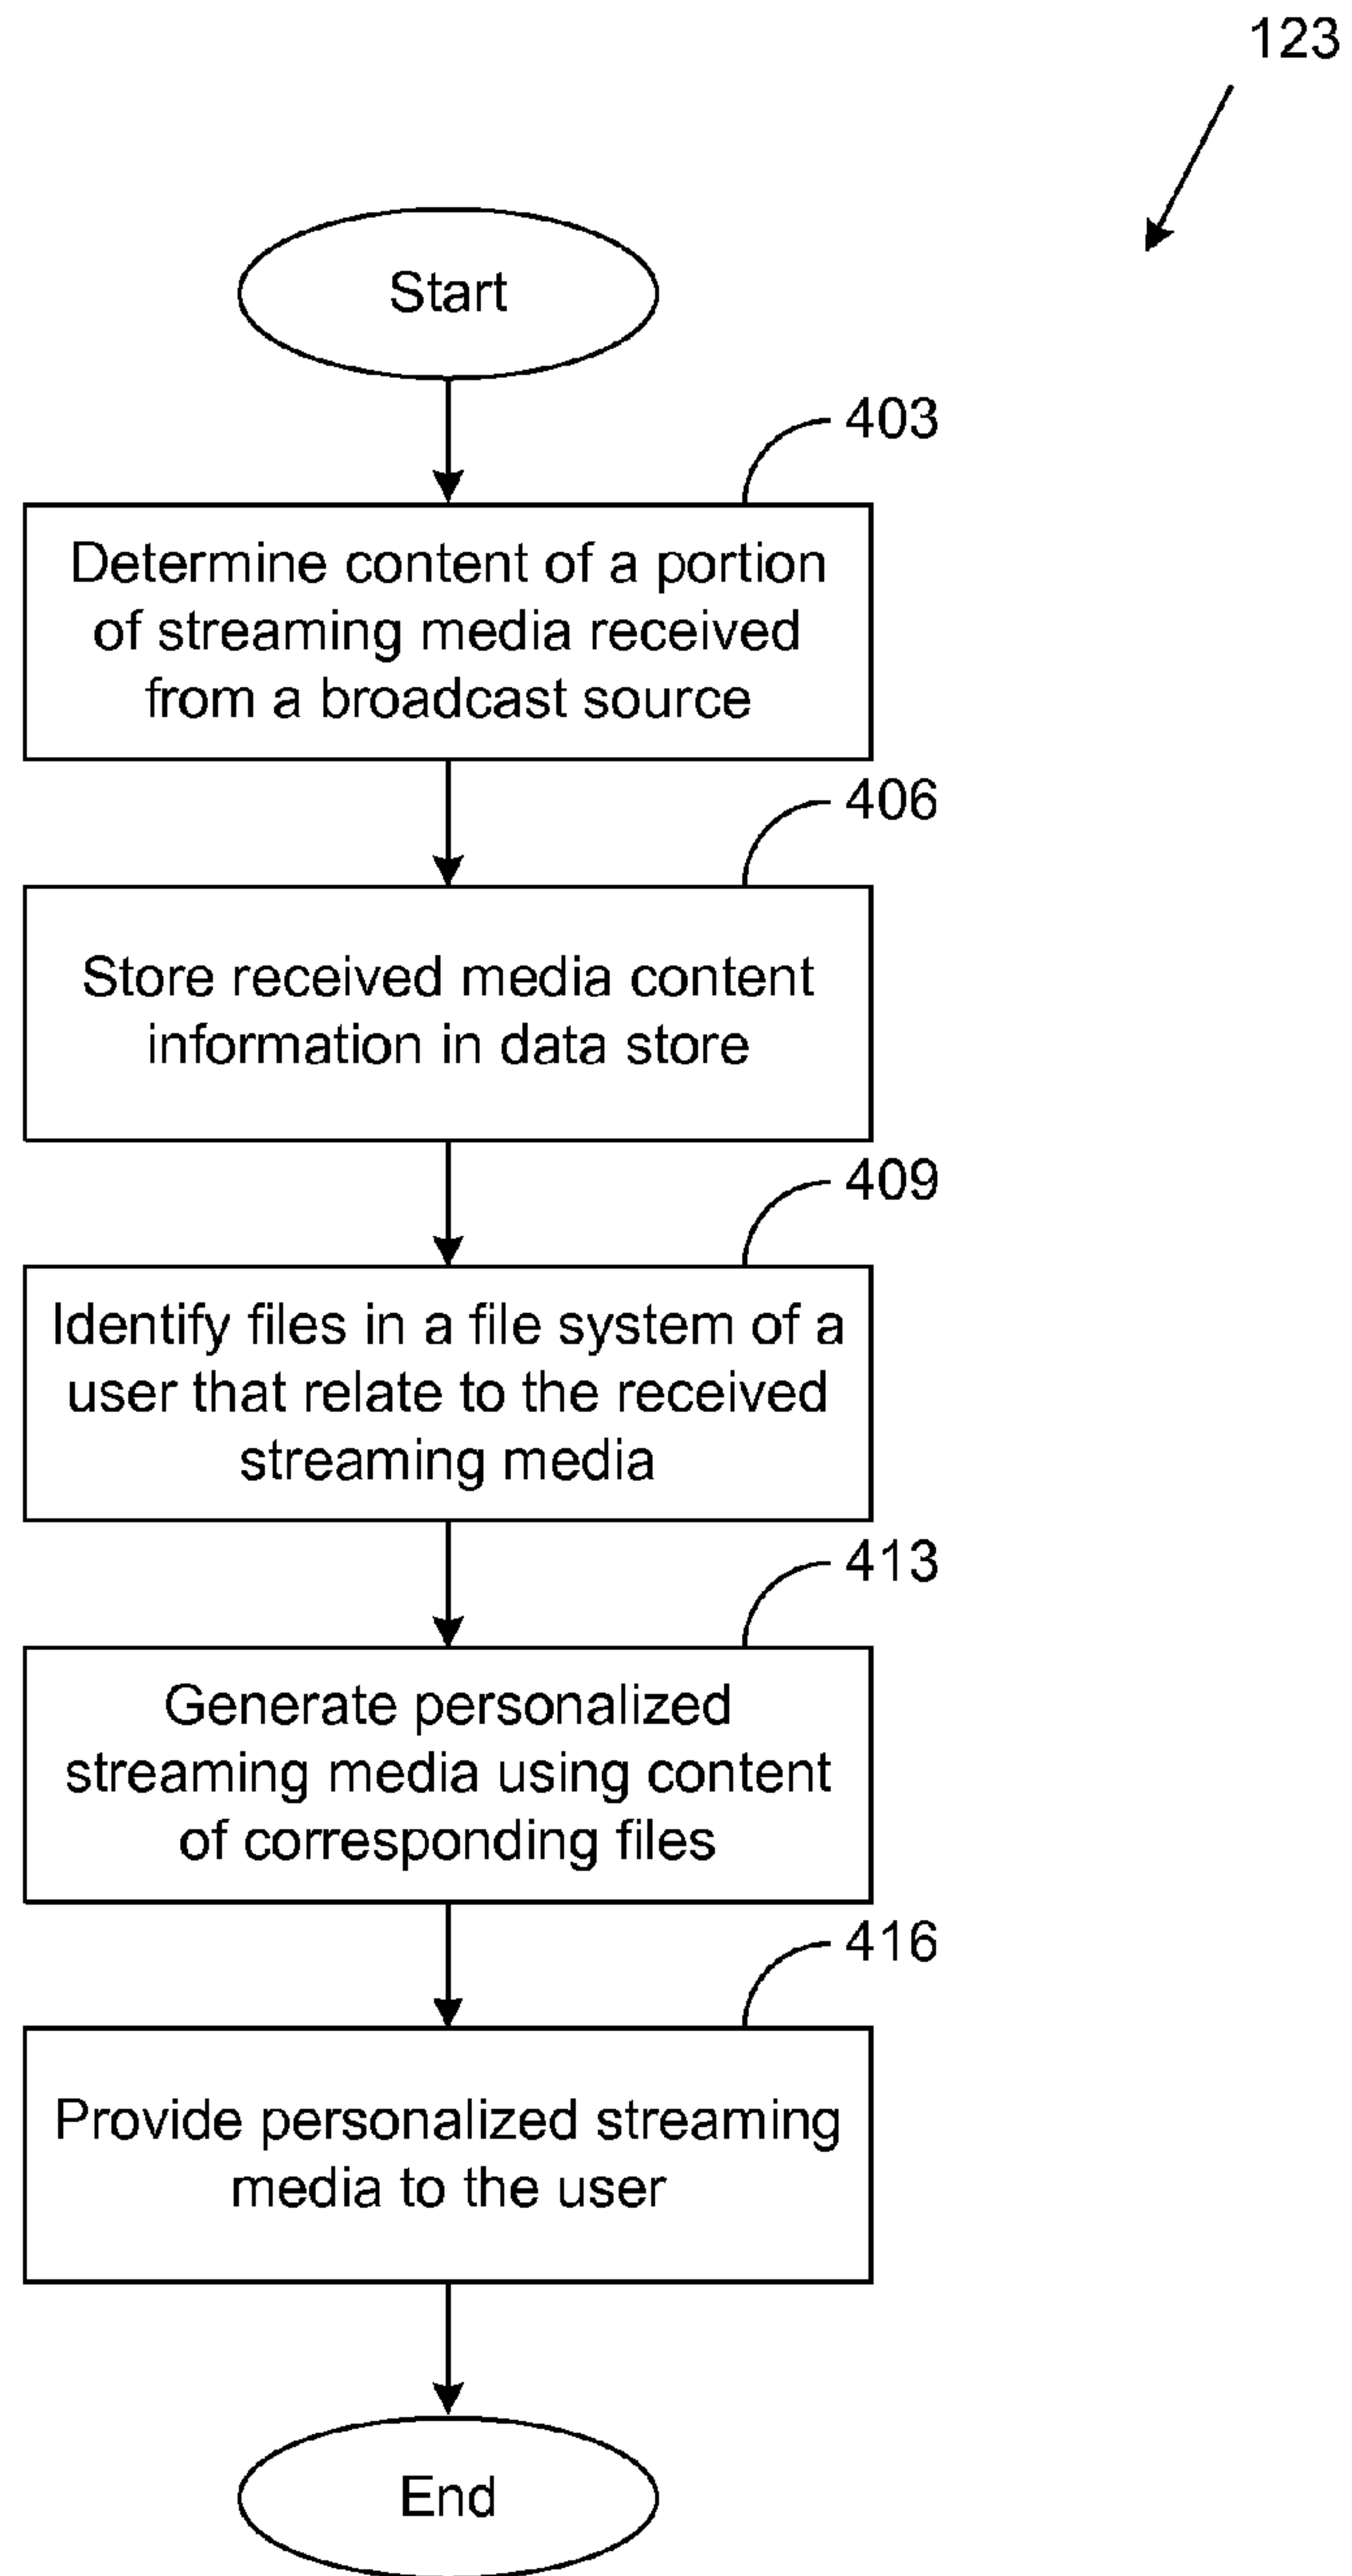 123
Start
403
Determine content of a portion
of streaming media received
from a broadcast source
406
Store received media content
information in data store
409
Identify files in a file system of a
user that relate to the received
streaming media
413
Generate personalized
streaming media using content
of corresponding files
416
Provide personalized streaming
media to the user
End